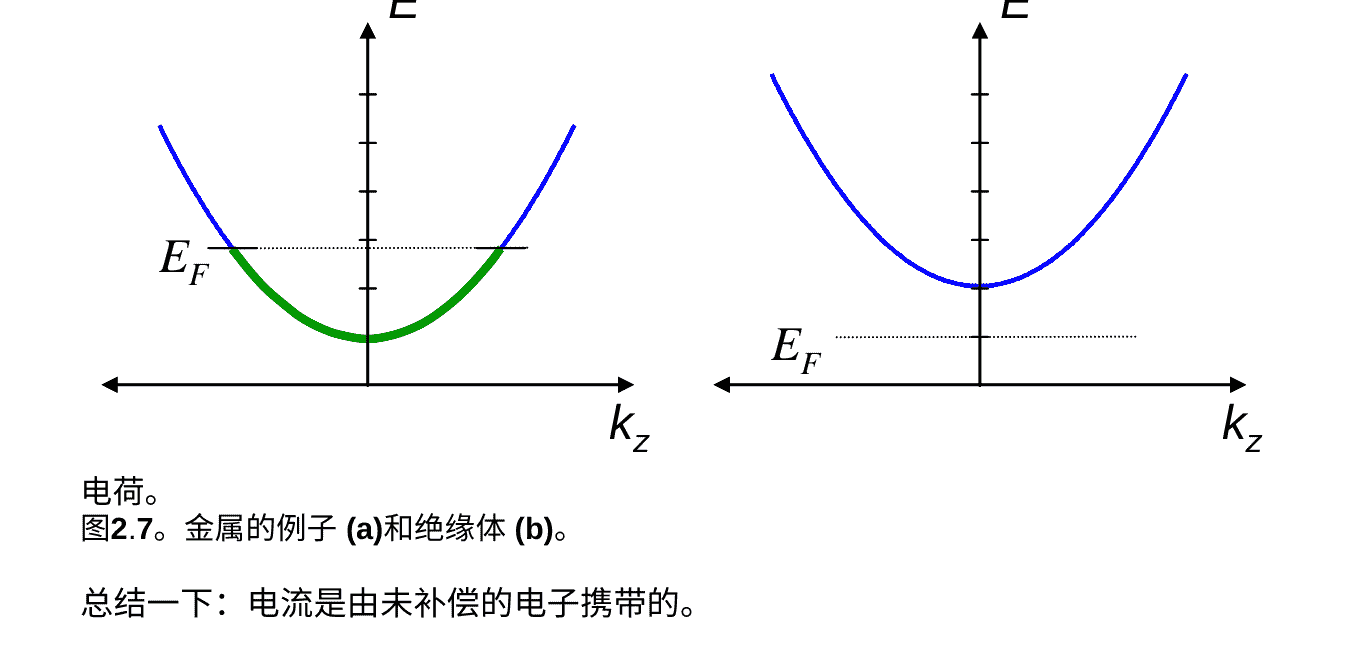 E
E
E_F
E_F
k_z
k_z
电荷。
图2.7。金属的例子 (a)和绝缘体 (b)。
总结一下：电流是由未补偿的电子携带的。